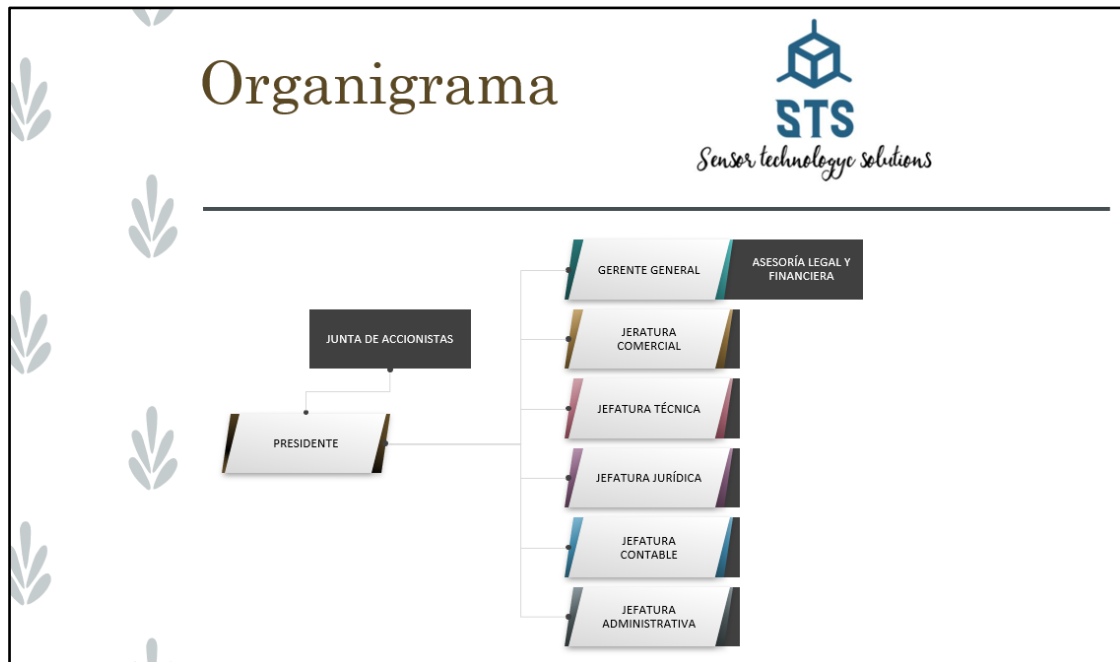 Organigrama
STS
Sensor technologyc solutions
JUNTA DE ACCIONISTAS
PRESIDENTE
GERENTE GENERAL
ASESORÍA LEGAL Y
FINANCIERA
JERATURA
COMERCIAL
JEFATURA TÉCNICA
JEFATURA JURÍDICA
JEFATURA
CONTABLE
JEFATURA
ADMINISTRATIVA